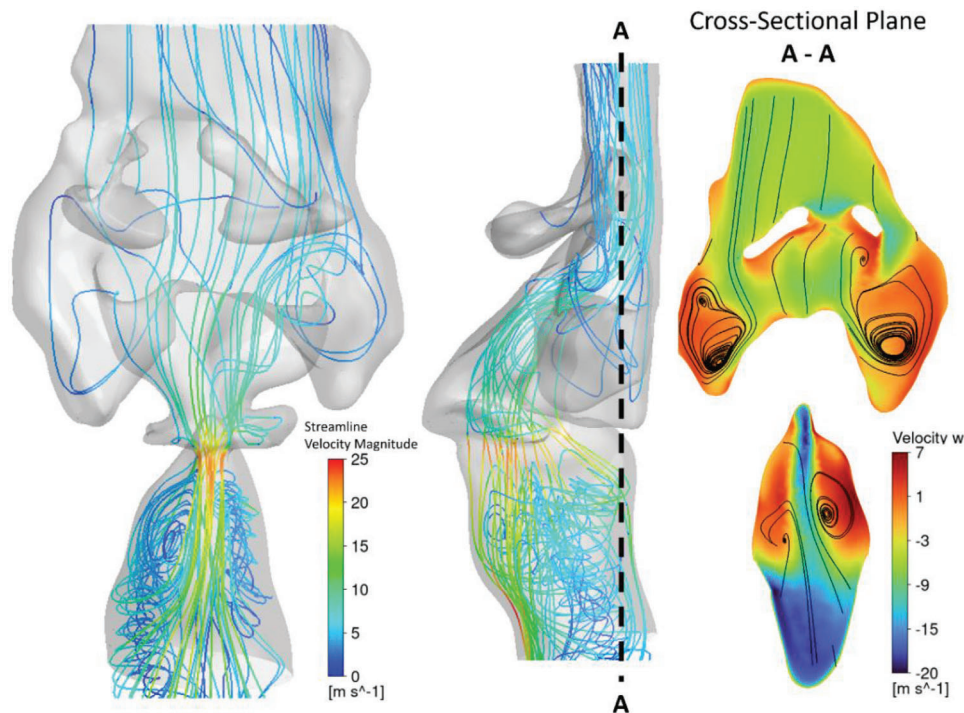 A
Cross-Sectional Plane
A - A
Streamline
Velocity Magnitude
25
20
15
10
5
0
[m s^-1]
A
Velocity w
7
1
-3
-9
-15
-20
[m s^-1]